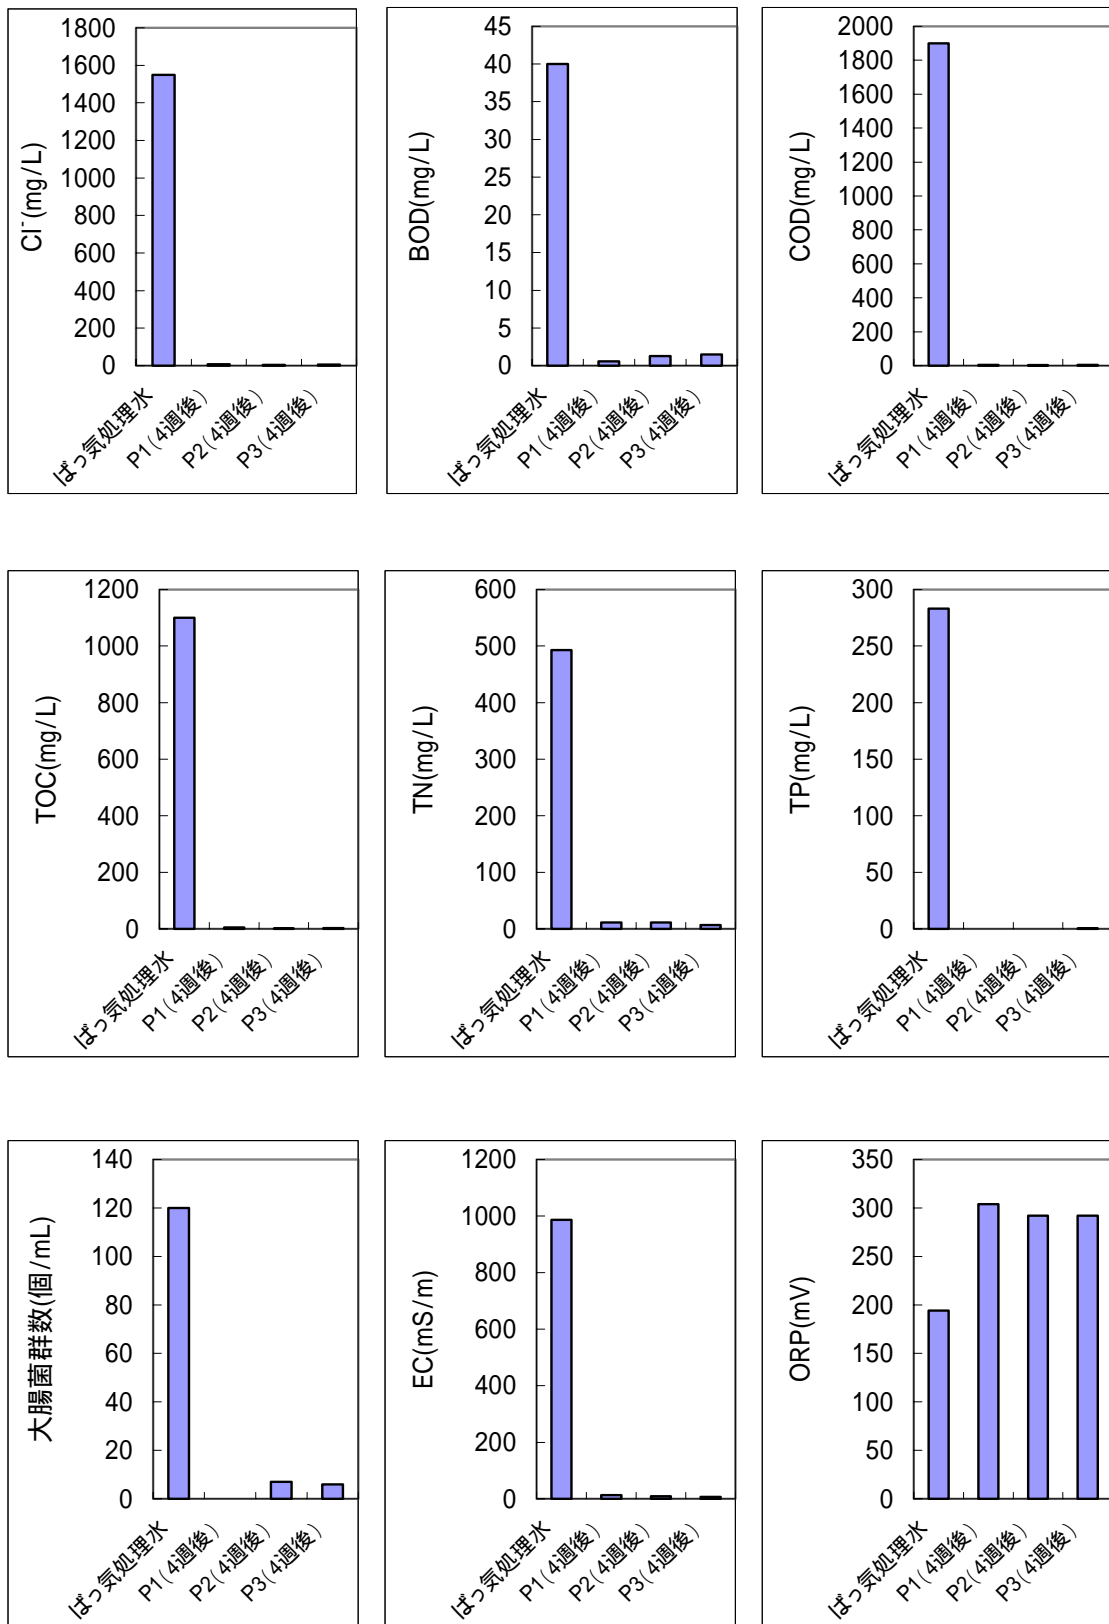 1800
1600
1400
1200
1000
800
600
400
200
0
Cl⁻(mg/L)
ばっ気処理水
P1(4週後)
P2(4週後)
P3(4週後)
45
40
35
30
25
20
15
10
5
0
BOD(mg/L)
ばっ気処理水
P1(4週後)
P2(4週後)
P3(4週後)
2000
1800
1600
1400
1200
1000
800
600
400
200
0
COD(mg/L)
ばっ気処理水
P1(4週後)
P2(4週後)
P3(4週後)
1200
1000
800
600
400
200
0
TOC(mg/L)
ばっ気処理水
P1(4週後)
P2(4週後)
P3(4週後)
600
500
400
300
200
100
0
TN(mg/L)
ばっ気処理水
P1(4週後)
P2(4週後)
P3(4週後)
300
250
200
150
100
50
0
TP(mg/L)
ばっ気処理水
P1(4週後)
P2(4週後)
P3(4週後)
140
120
100
80
60
40
20
0
大腸菌群数(個/mL)
ばっ気処理水
P1(4週後)
P2(4週後)
P3(4週後)
1200
1000
800
600
400
200
0
EC(mS/m)
ばっ気処理水
P1(4週後)
P2(4週後)
P3(4週後)
350
300
250
200
150
100
50
0
ORP(mV)
ばっ気処理水
P1(4週後)
P2(4週後)
P3(4週後)